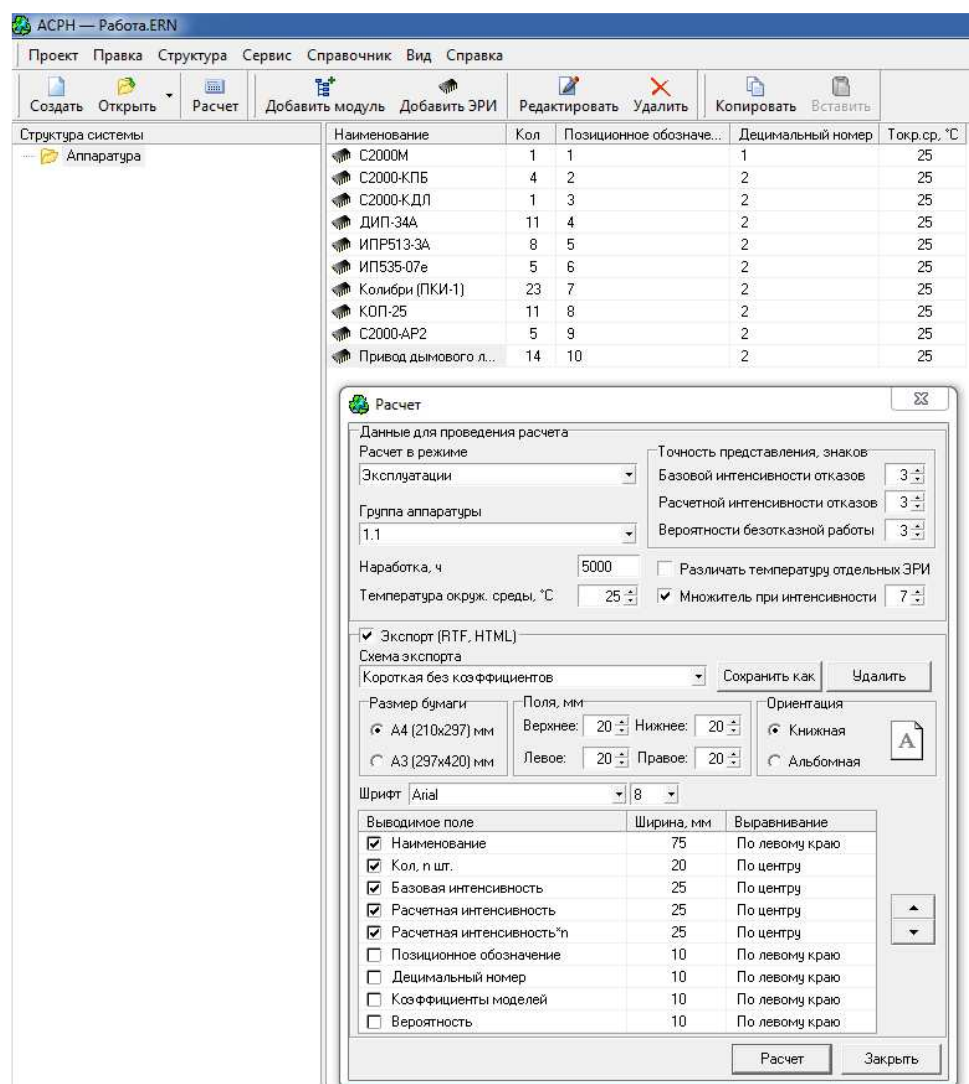 АСРН — Работа.ERN
Проект Правка Структура Сервис Справочник Вид Справка
Создать Открыть Расчет Добавить модуль Добавить ЭРИ Редактировать Удалить Копировать Вставить
Структура системы Наименование Кол Позиционное обозначе... Децимальный номер Токр.ср, °C
Аппаратура С2000М 1 1 1 25
С2000-КПБ 4 2 2 25
С2000-КДЛ 1 3 2 25
ДИП-34А 11 4 2 25
ИПР513-3А 8 5 2 25
ИП535-07е 5 6 2 25
Колибри (ПКИ-1) 23 7 2 25
КОП-25 11 8 2 25
С2000-АР2 5 9 2 25
Привод дымового л... 14 10 2 25
Расчет
Данные для проведения расчета
Расчет в режиме Точность представления, знаков
Эксплуатации Базовой интенсивности отказов 3
Группа аппаратуры Расчетной интенсивности отказов 3
1.1 Вероятности безотказной работы 3
Наработка, ч 5000 Различать температуру отдельных ЭРИ
Температура окруж. среды, °C 25 Множитель при интенсивности 7
Экспорт (RTF, HTML)
Схема экспорта
Короткая без коэффициентов Сохранить как Удалить
Размер бумаги Поля, мм Ориентация
А4 (210x297) мм Верхнее: 20 Нижнее: 20 Книжная
А3 (297x420) мм Левое: 20 Правое: 20 Альбомная
A
Шрифт Arial 8
Выводимое поле Ширина, мм Выравнивание
Наименование 75 По левому краю
Кол, n шт. 20 По центру
Базовая интенсивность 25 По центру
Расчетная интенсивность 25 По центру
Расчетная интенсивность*n 25 По центру
Позиционное обозначение 10 По левому краю
Децимальный номер 10 По левому краю
Коэффициенты моделей 10 По левому краю
Вероятность 10 По левому краю
Расчет Закрыть